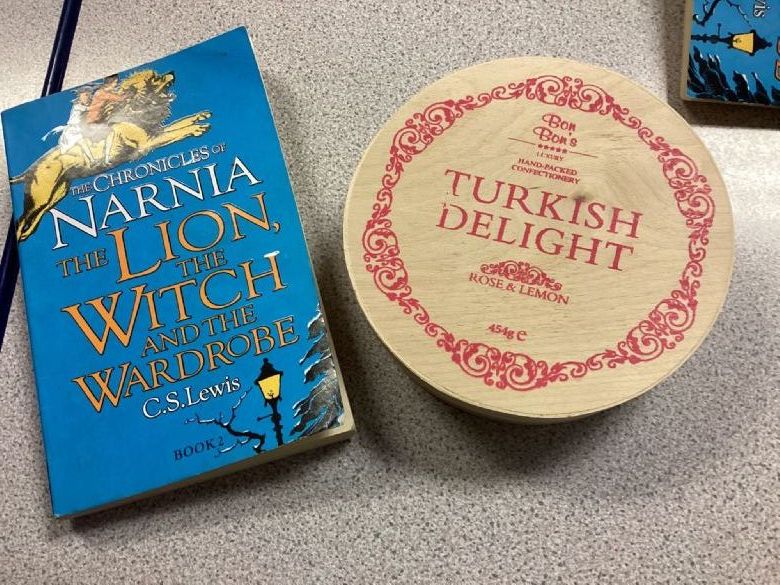 THE CHRONICLES OF
NARNIA
THE LION,
THE
WITCH
AND THE
WARDROBE
C.S.Lewis
BOOK 2
Bon
Bon's
LUXURY
HAND-PACKED
CONFECTIONERY
TURKISH
DELIGHT
ROSE & LEMON
454g e
is